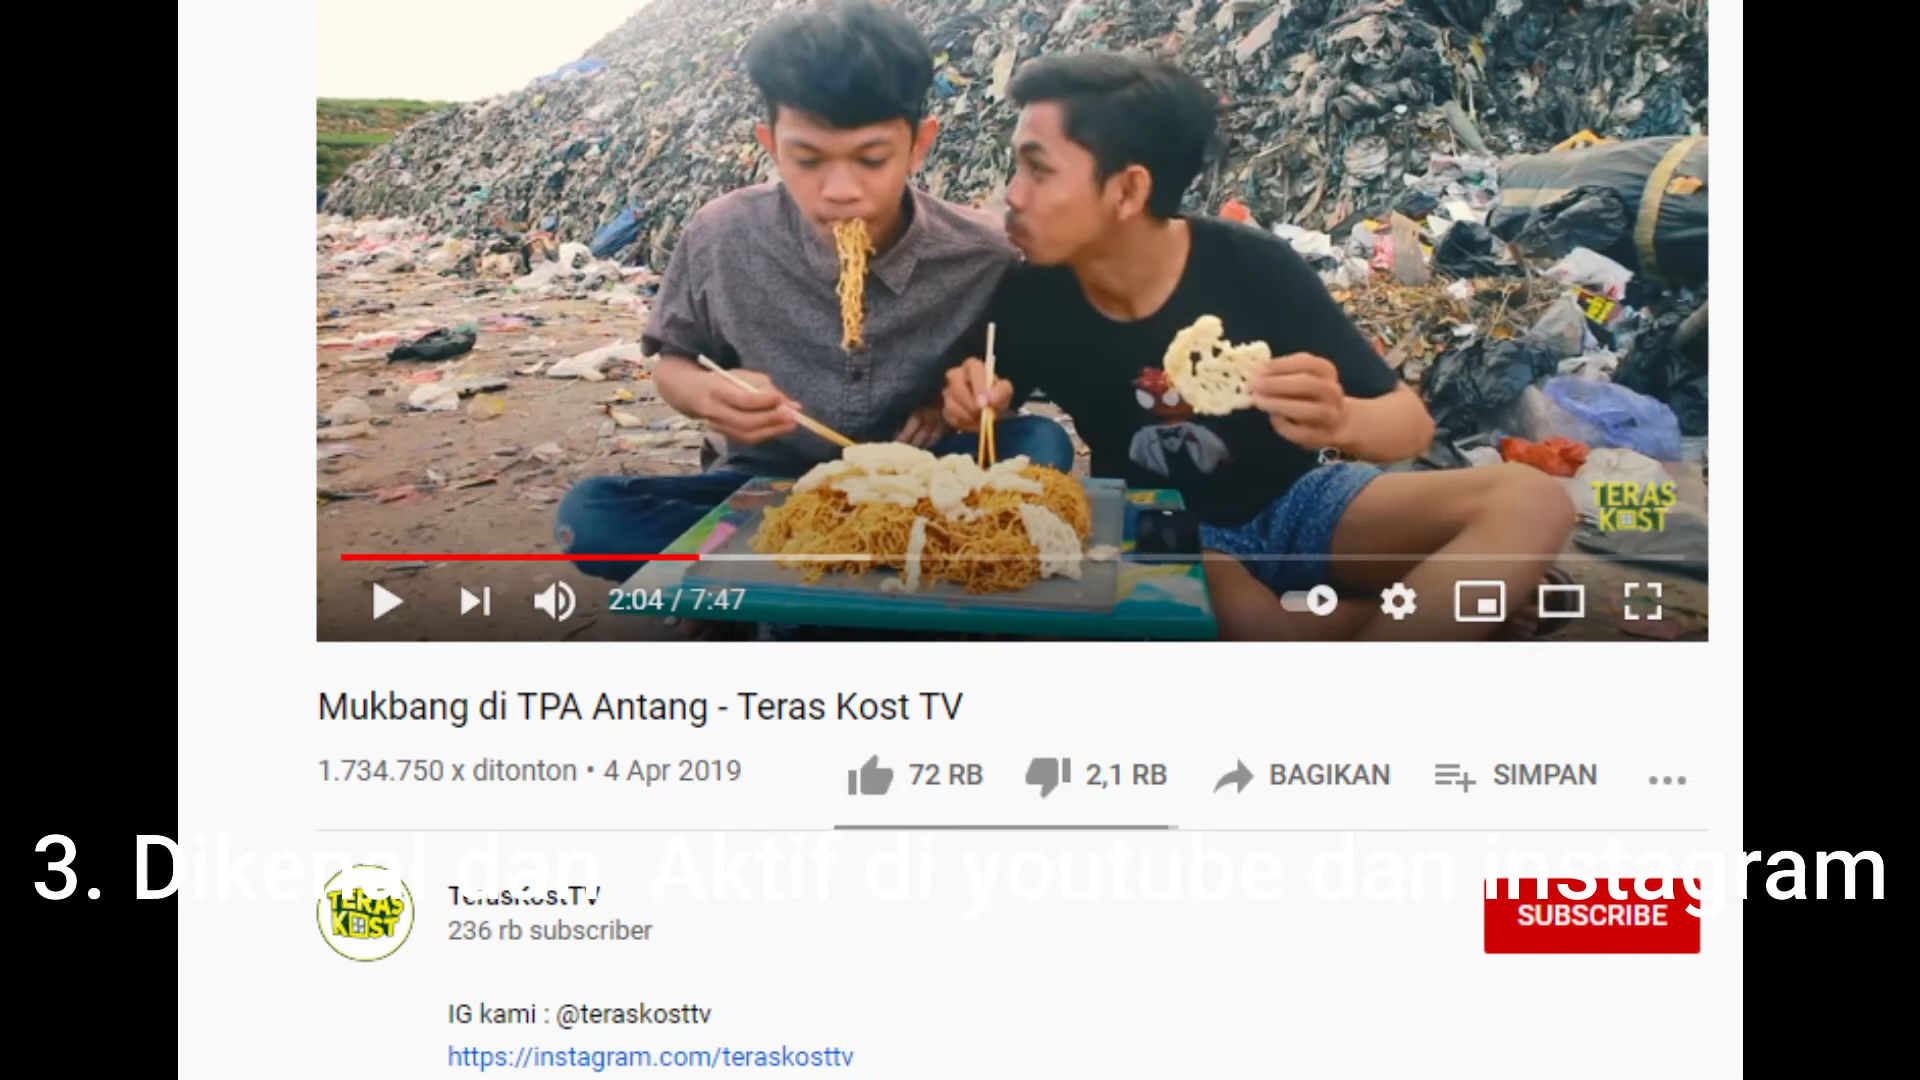 TERAS
KOST
2:04 / 7:47
Mukbang di TPA Antang - Teras Kost TV
1.734.750 x ditonton • 4 Apr 2019
72 RB
2,1 RB
BAGIKAN
SIMPAN
3. Dikenal dan Aktif di youtube dan instagram
TERAS
KOST
TerasKostTV
236 rb subscriber
SUBSCRIBE
IG kami : @teraskosttv
https://instagram.com/teraskosttv